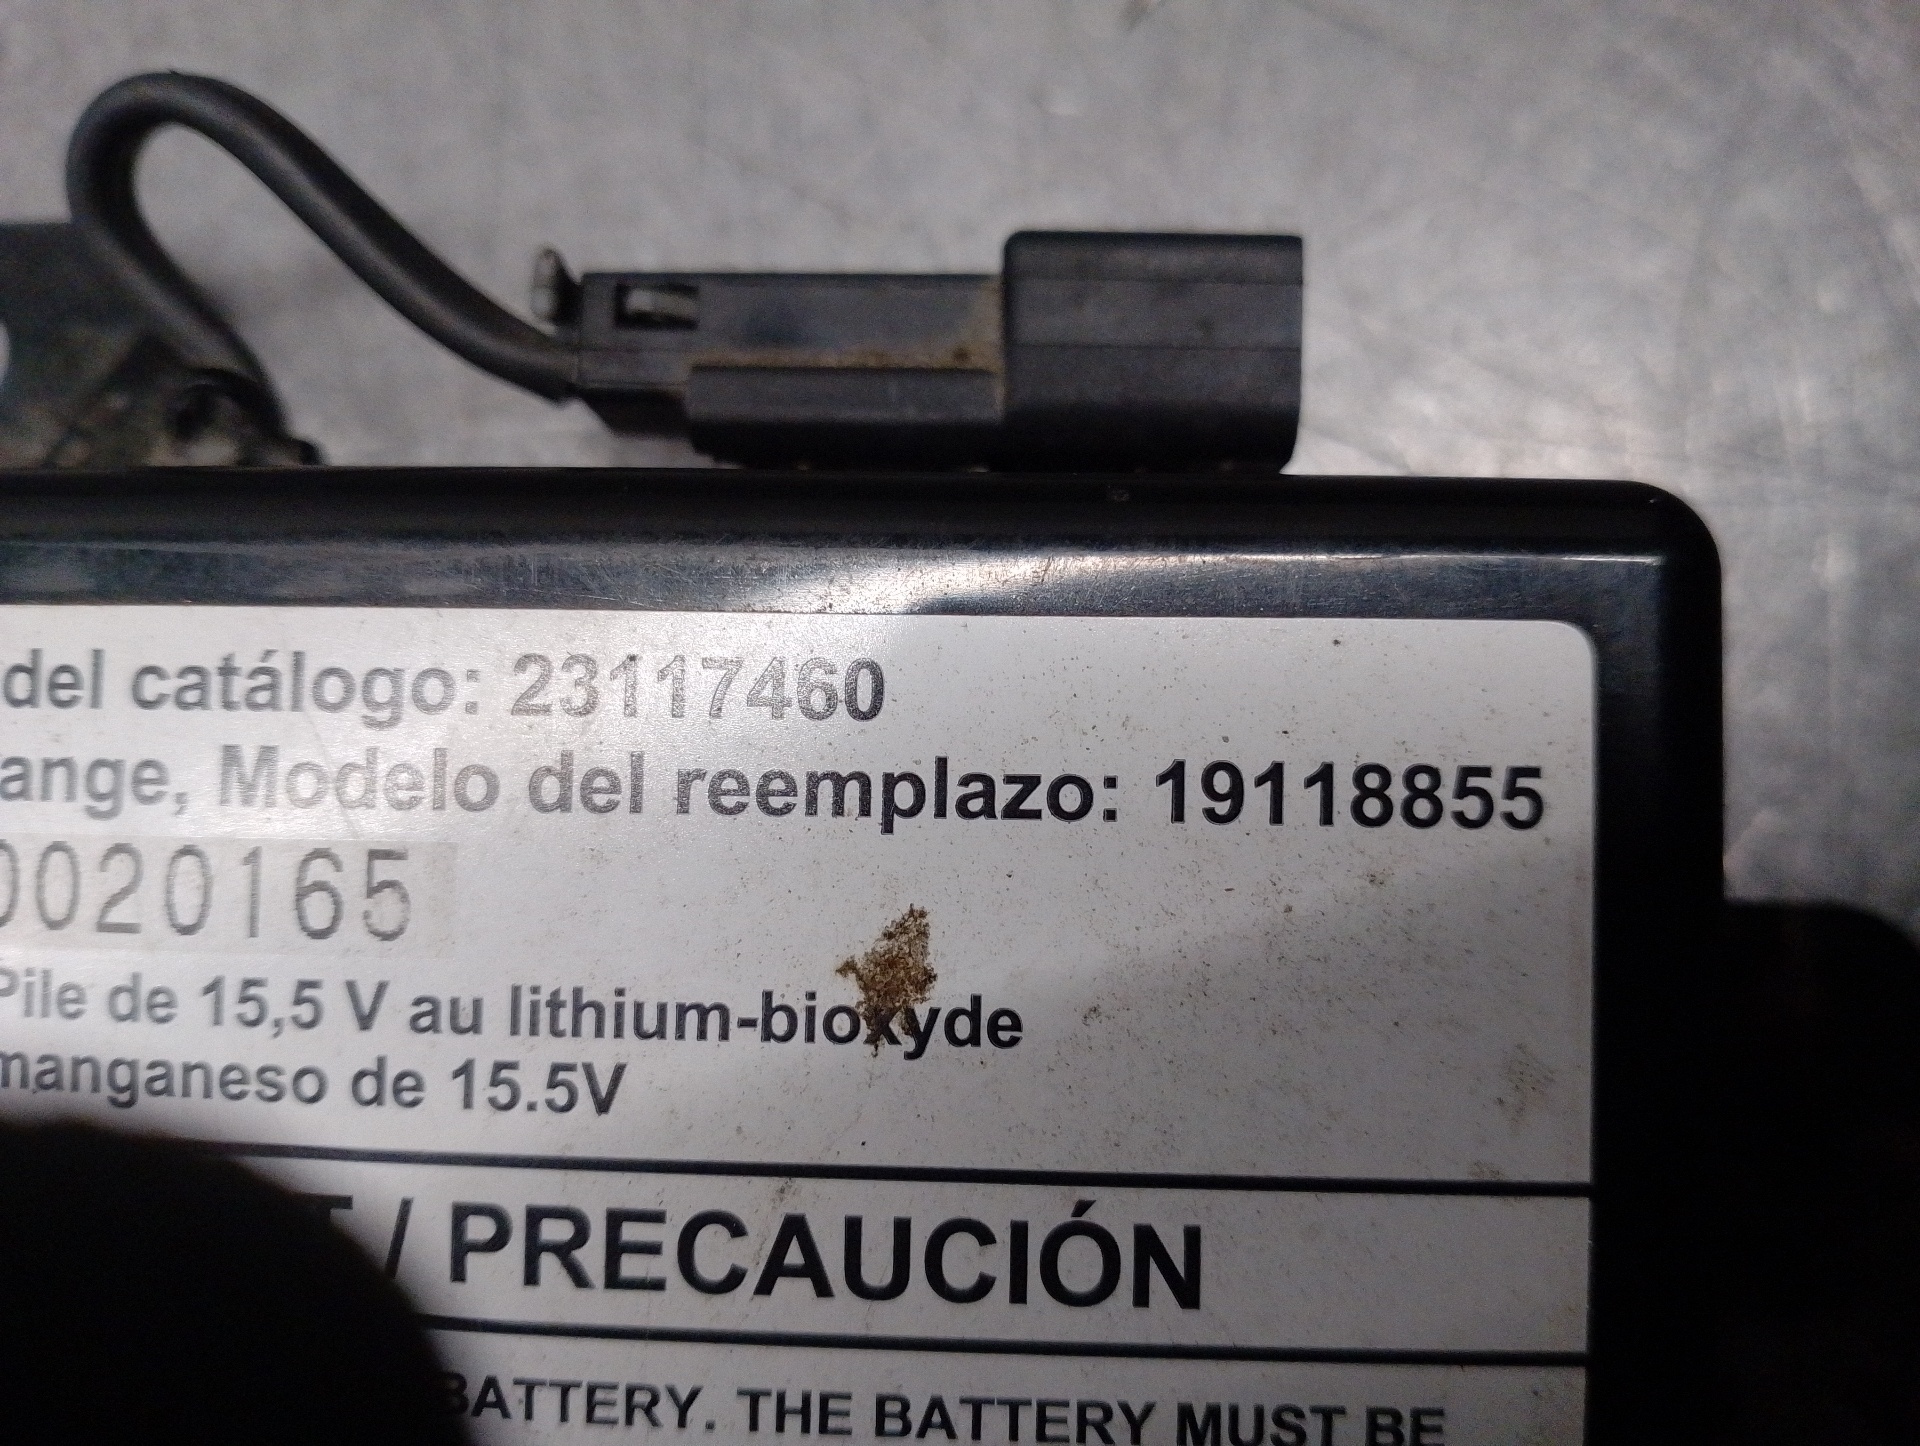 del catálogo: 23117460
ange, Modelo del reemplazo: 19118855
0020165
Pile de 15,5 V au lithium-bioxyde
manganeso de 15.5V
T / PRECAUCIÓN
BATTERY. THE BATTERY MUST BE